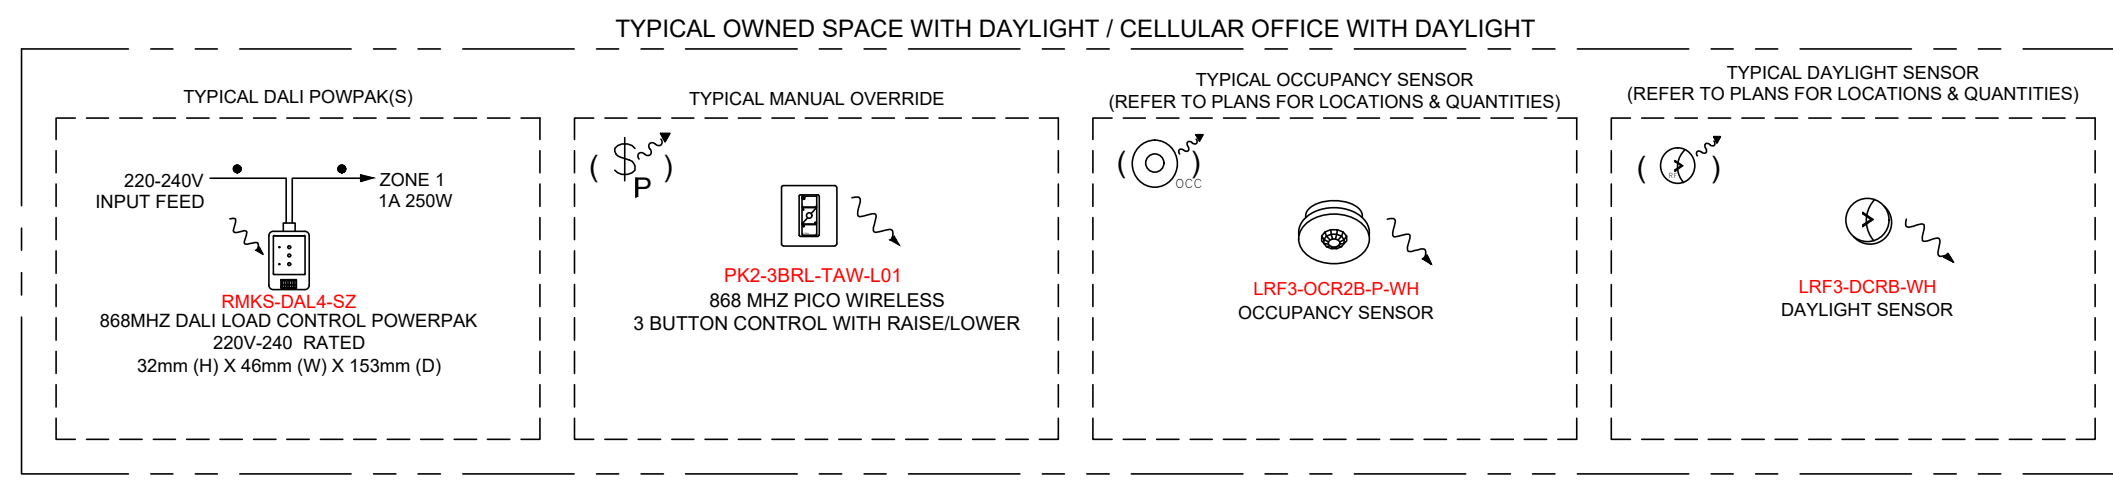 TYPICAL OWNED SPACE WITH DAYLIGHT / CELLULAR OFFICE WITH DAYLIGHT
TYPICAL DALI POWPAK(S)
220-240V
INPUT FEED
ZONE 1
1A 250W
RMKS-DAL4-SZ
868MHZ DALI LOAD CONTROL POWERPAK
220V-240 RATED
32mm (H) X 46mm (W) X 153mm (D)
TYPICAL MANUAL OVERRIDE
( $ )
P
PK2-3BRL-TAW-L01
868 MHZ PICO WIRELESS
3 BUTTON CONTROL WITH RAISE/LOWER
TYPICAL OCCUPANCY SENSOR
(REFER TO PLANS FOR LOCATIONS & QUANTITIES)
( )
OCC
LRF3-OCR2B-P-WH
OCCUPANCY SENSOR
TYPICAL DAYLIGHT SENSOR
(REFER TO PLANS FOR LOCATIONS & QUANTITIES)
( )
RF
LRF3-DCRB-WH
DAYLIGHT SENSOR